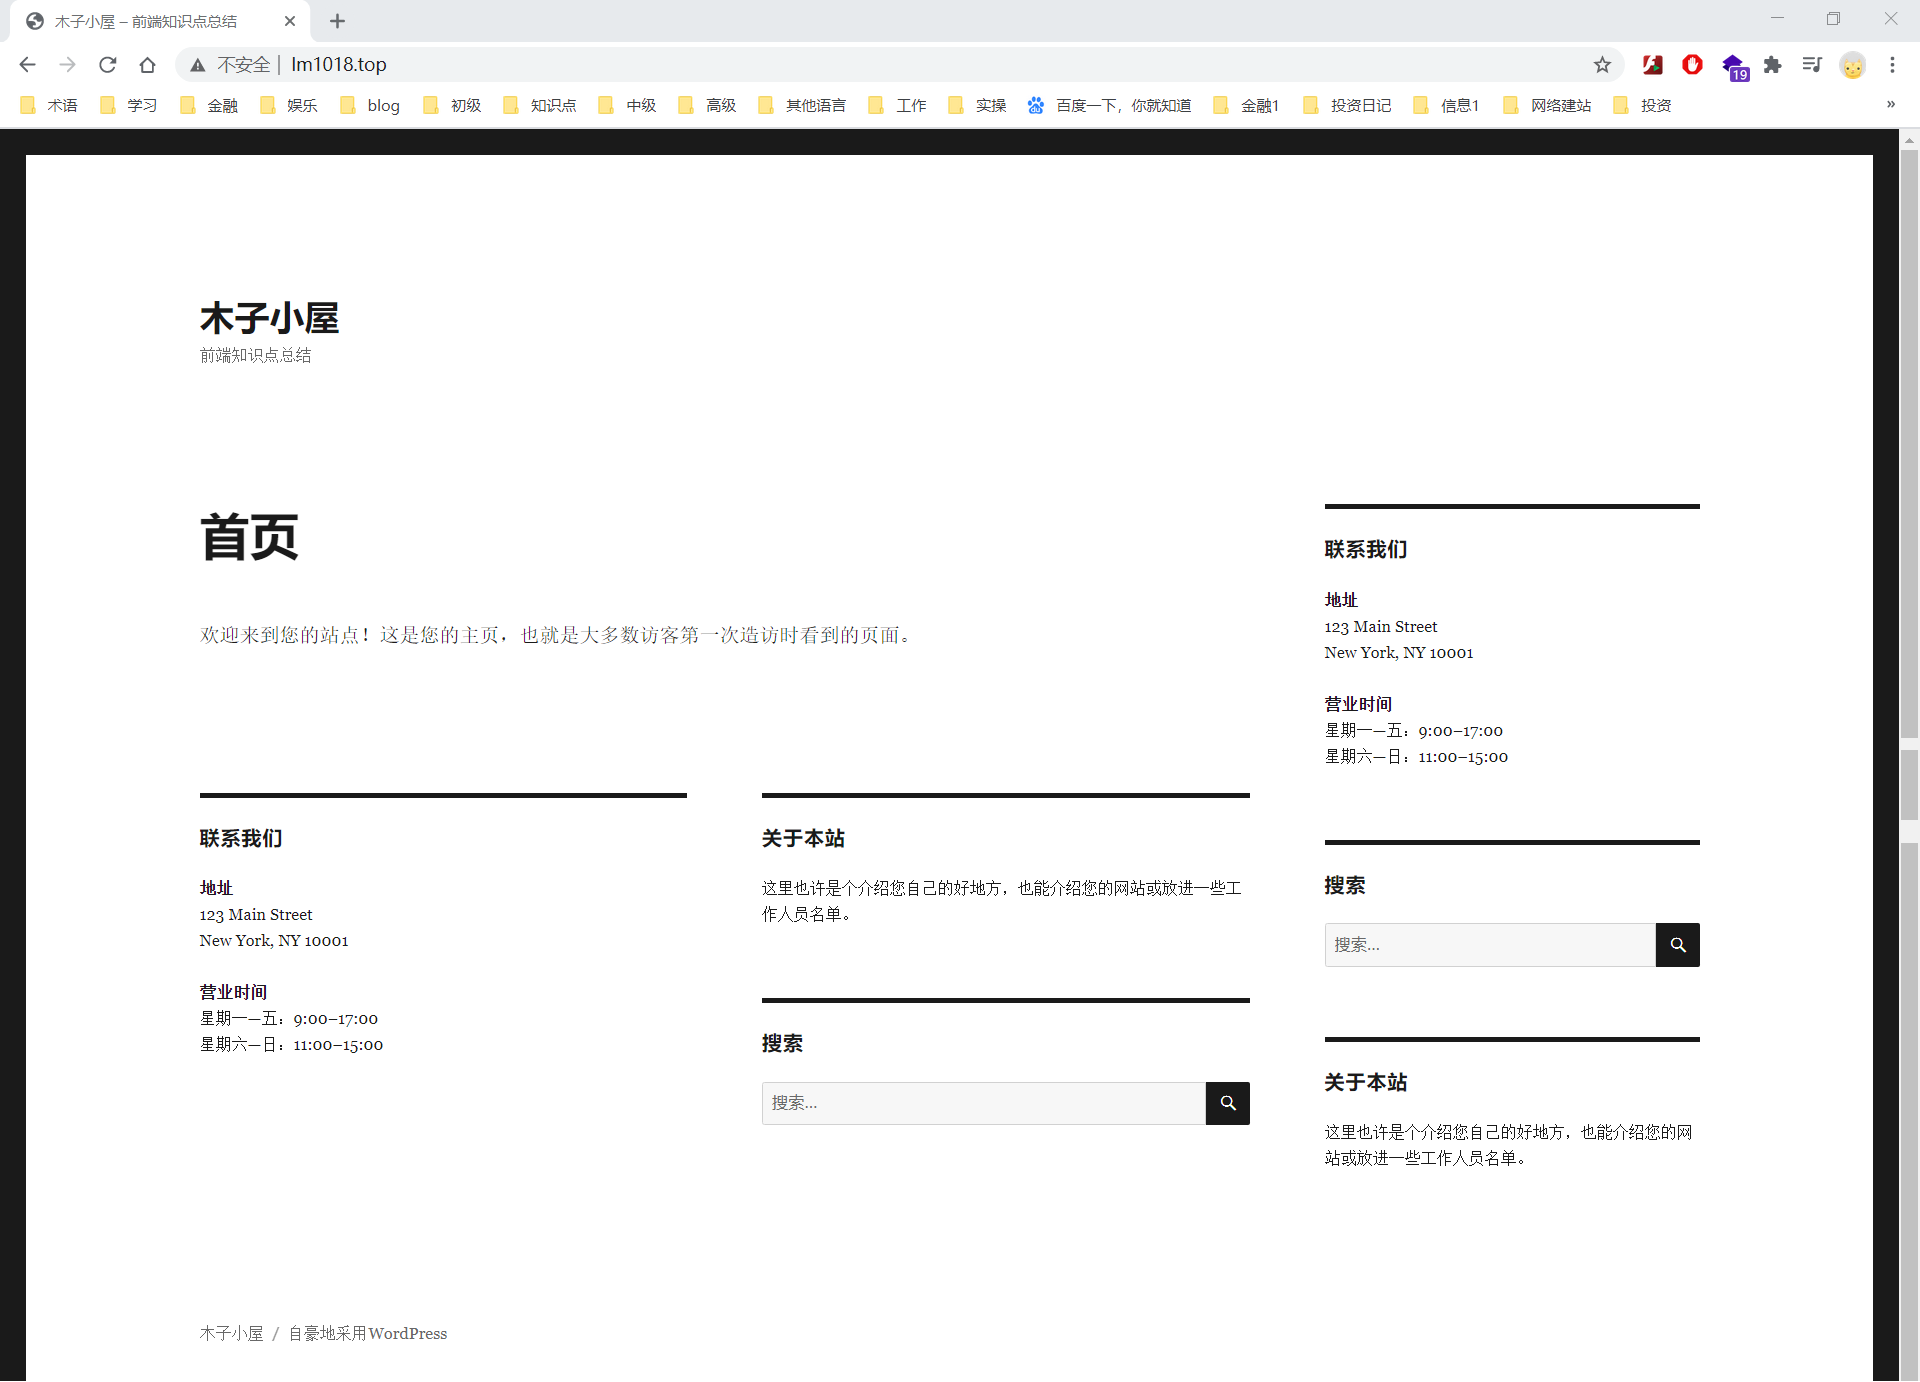 木子小屋 – 前端知识点总结
不安全 | lm1018.top
19
术语 学习 金融 娱乐 blog 初级 知识点 中级 高级 其他语言 工作 实操 百度一下，你就知道 金融1 投资日记 信息1 网络建站 投资 »
木子小屋
前端知识点总结
首页
欢迎来到您的站点！这是您的主页，也就是大多数访客第一次造访时看到的页面。
联系我们
地址
123 Main Street
New York, NY 10001
营业时间
星期一—五：9:00–17:00
星期六—日：11:00–15:00
关于本站
这里也许是个介绍您自己的好地方，也能介绍您的网站或放进一些工
作人员名单。
搜索
搜索…
联系我们
地址
123 Main Street
New York, NY 10001
营业时间
星期一—五：9:00–17:00
星期六—日：11:00–15:00
搜索
搜索…
关于本站
这里也许是个介绍您自己的好地方，也能介绍您的网
站或放进一些工作人员名单。
木子小屋 / 自豪地采用WordPress